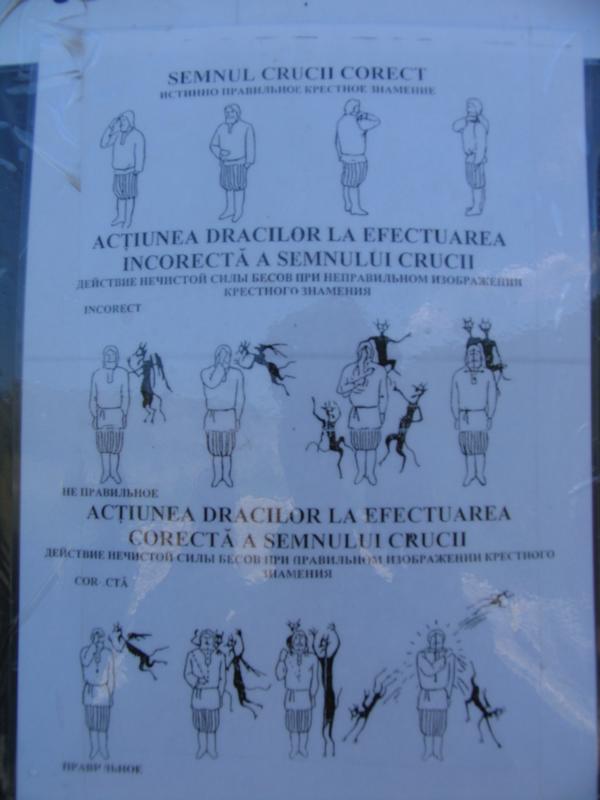 SEMNUL CRUCII CORECT
ИСТИННО ПРАВИЛЬНОЕ КРЕСТНОЕ ЗНАМЕНИЕ
ACȚIUNEA DRACILOR LA EFECTUAREA
INCORECTĂ A SEMNULUI CRUCII
ДЕЙСТВИЕ НЕЧИСТОЙ СИЛЫ БЕСОВ ПРИ НЕПРАВИЛЬНОМ ИЗОБРАЖЕНИИ
КРЕСТНОГО ЗНАМЕНИЯ
INCORECT
НЕ ПРАВИЛЬНОЕ
ACȚIUNEA DRACILOR LA EFECTUAREA
CORECTĂ A SEMNULUI CRUCII
ДЕЙСТВИЕ НЕЧИСТОЙ СИЛЫ БЕСОВ ПРИ ПРАВИЛЬНОМ ИЗОБРАЖЕНИИ КРЕСТНОГО
ЗНАМЕНИЯ